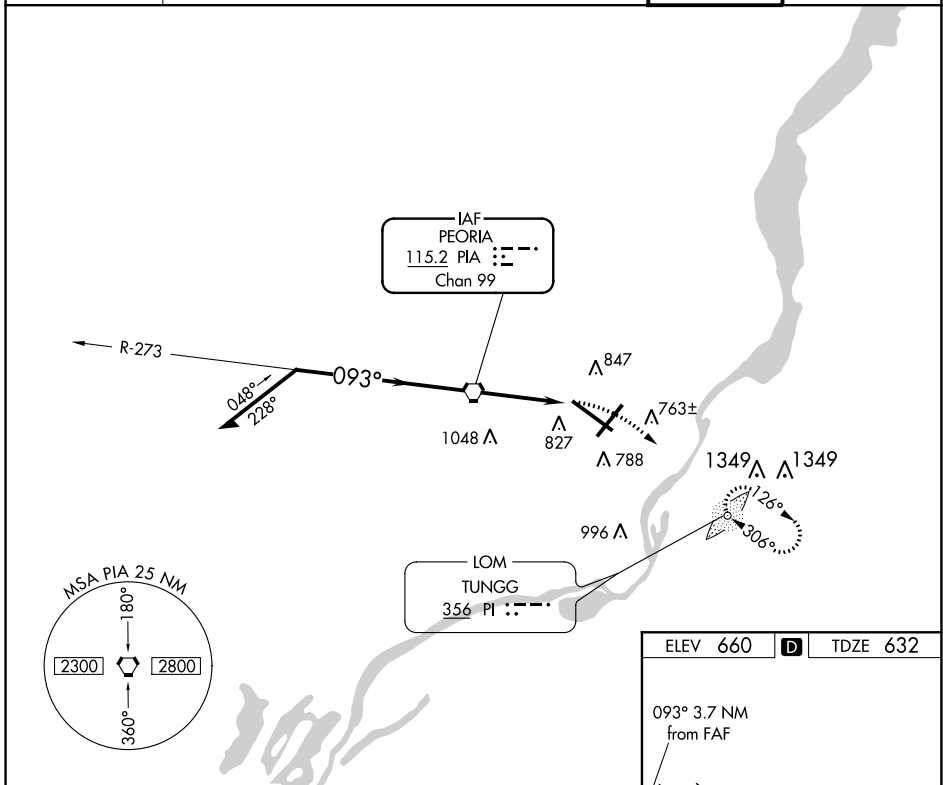 IAF
PEORIA
115.2 PIA
Chan 99
R-273
093°
048°
228°
847
763±
1048
827
788
1349 1349
126°
306°
996
LOM
TUNGG
356 PI
MSA PIA 25 NM
180°
2300 2800
360°
ELEV 660 D TDZE 632
093° 3.7 NM
from FAF